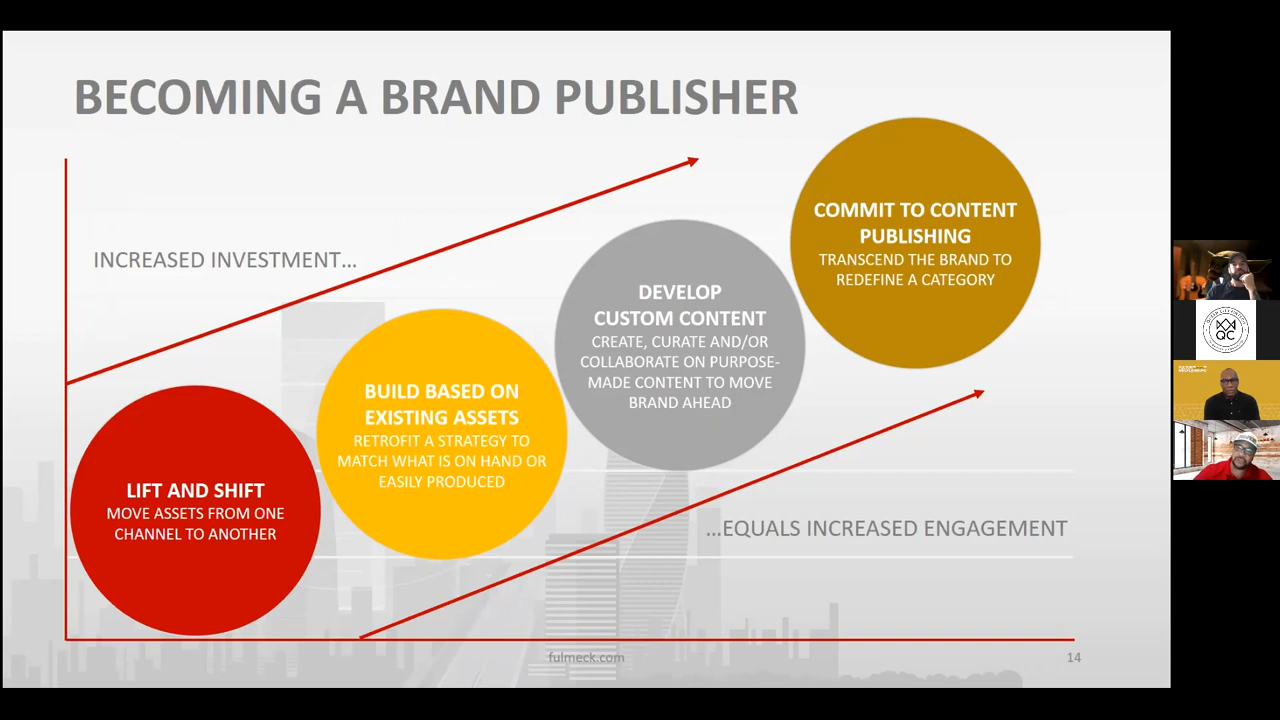 BECOMING A BRAND PUBLISHER
INCREASED INVESTMENT...
COMMIT TO CONTENT
PUBLISHING
TRANSCEND THE BRAND TO
REDEFINE A CATEGORY
DEVELOP
CUSTOM CONTENT
CREATE, CURATE AND/OR
COLLABORATE ON PURPOSE-
MADE CONTENT TO MOVE
BRAND AHEAD
BUILD BASED ON
EXISTING ASSETS
RETROFIT A STRATEGY TO
MATCH WHAT IS ON HAND OR
EASILY PRODUCED
LIFT AND SHIFT
MOVE ASSETS FROM ONE
CHANNEL TO ANOTHER
...EQUALS INCREASED ENGAGEMENT
fulmeck.com
14
QC